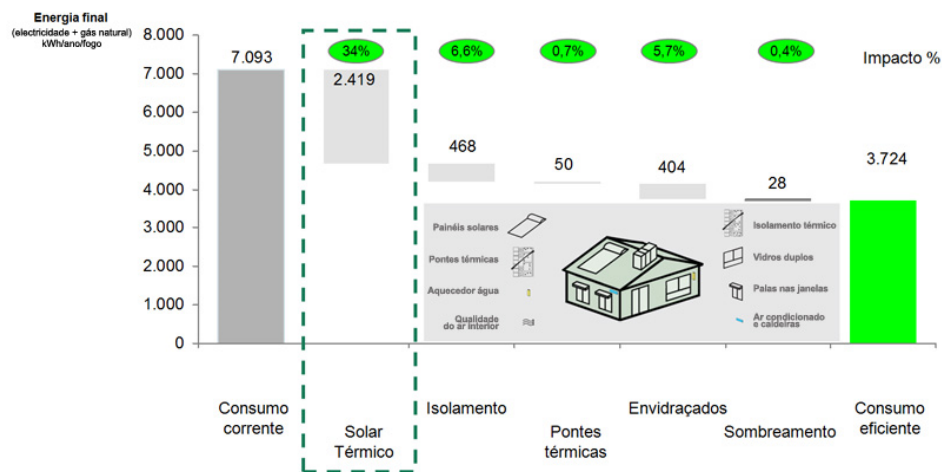 Energia final
(electricidade + gás natural)
kWh/ano/fogo
8.000
7.000
6.000
5.000
4.000
3.000
2.000
1.000
0
34%
6,6%
0,7%
5,7%
0,4%
Impacto %
7.093
2.419
468
50
404
28
3.724
Painéis solares
Pontes térmicas
Aquecedor água
Qualidade
do ar interior
Isolamento térmico
Vidros duplos
Palas nas janelas
Ar condicionado
e caldeiras
Consumo
corrente
Solar
Térmico
Isolamento
Pontes
térmicas
Envidraçados
Sombreamento
Consumo
eficiente